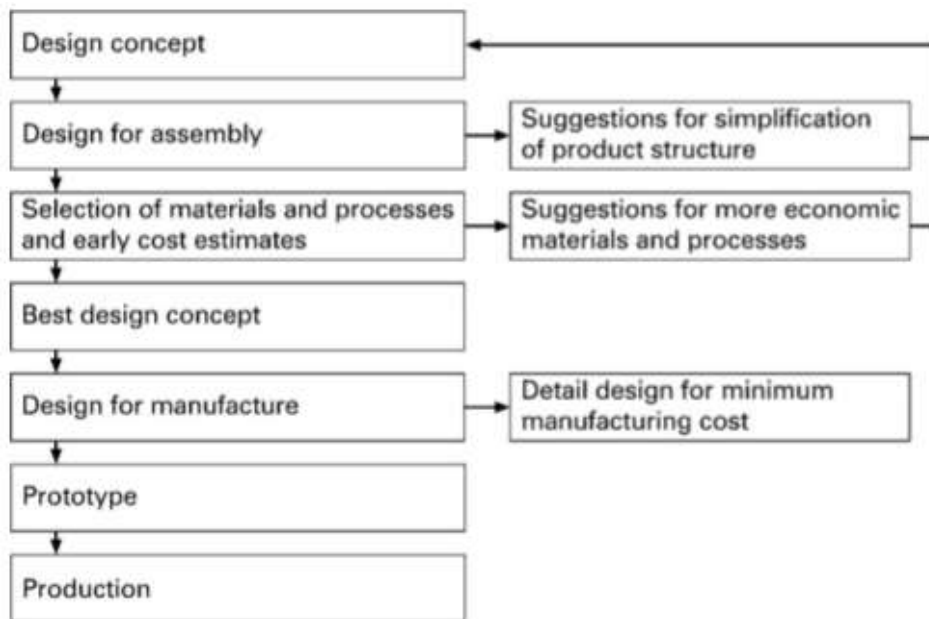 Design concept
Design for assembly
Suggestions for simplification
of product structure
Selection of materials and processes
and early cost estimates
Suggestions for more economic
materials and processes
Best design concept
Design for manufacture
Detail design for minimum
manufacturing cost
Prototype
Production